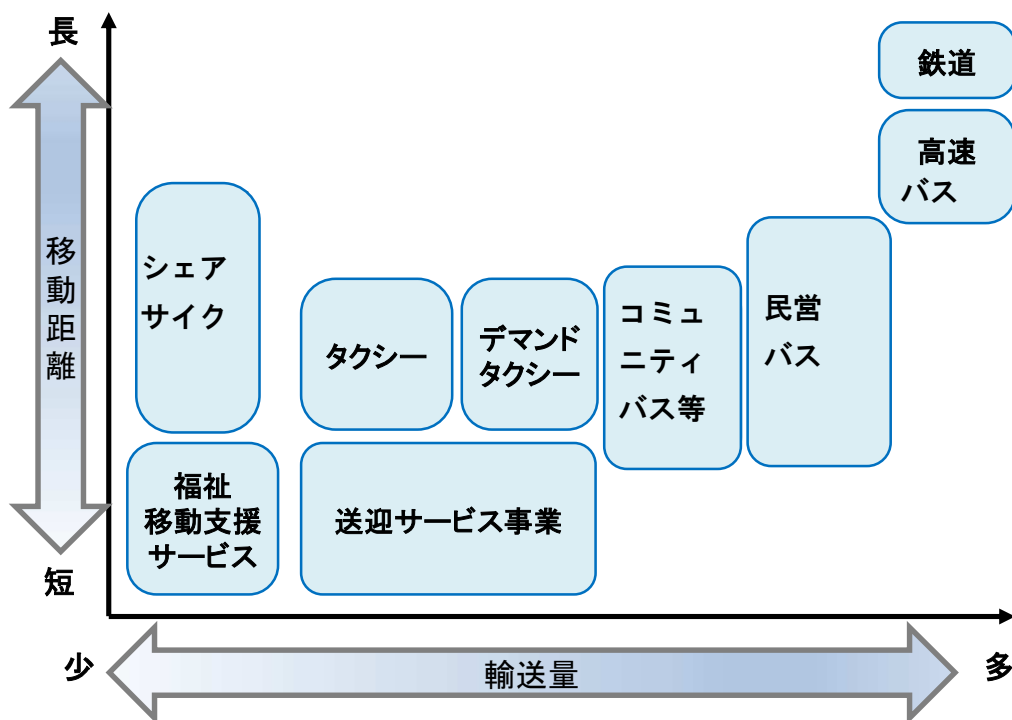 長
鉄道
高速
バス
シェア
サイク
移動距離
タクシー
デマンド
タクシー
コミュ
ニティ
バス等
民営
バス
福祉
移動支援
サービス
送迎サービス事業
短
少
輸送量
多